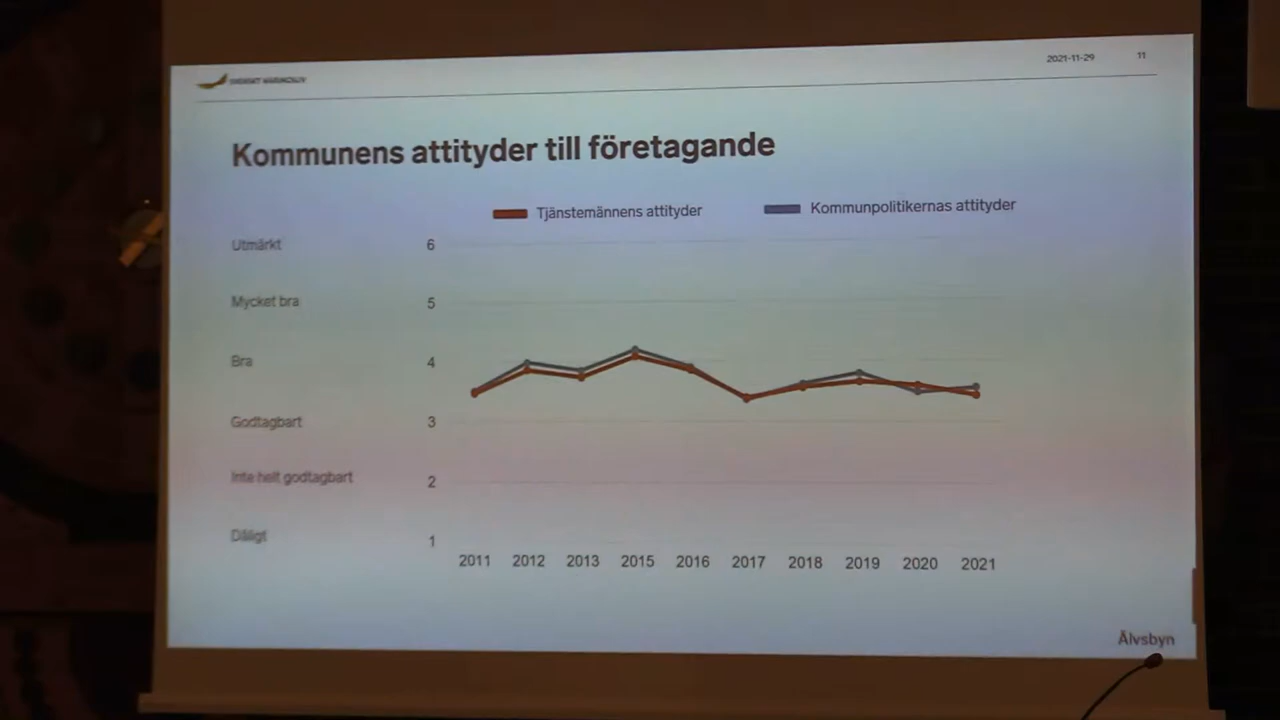 SVENSKT NÄRINGSLIV
2021-11-29 11
Kommunens attityder till företagande
Tjänstemännens attityder Kommunpolitikernas attityder
Utmärkt 6
Mycket bra 5
Bra 4
Godtagbart 3
Inte helt godtagbart 2
Dåligt 1
2011 2012 2013 2015 2016 2017 2018 2019 2020 2021
Älvsbyn